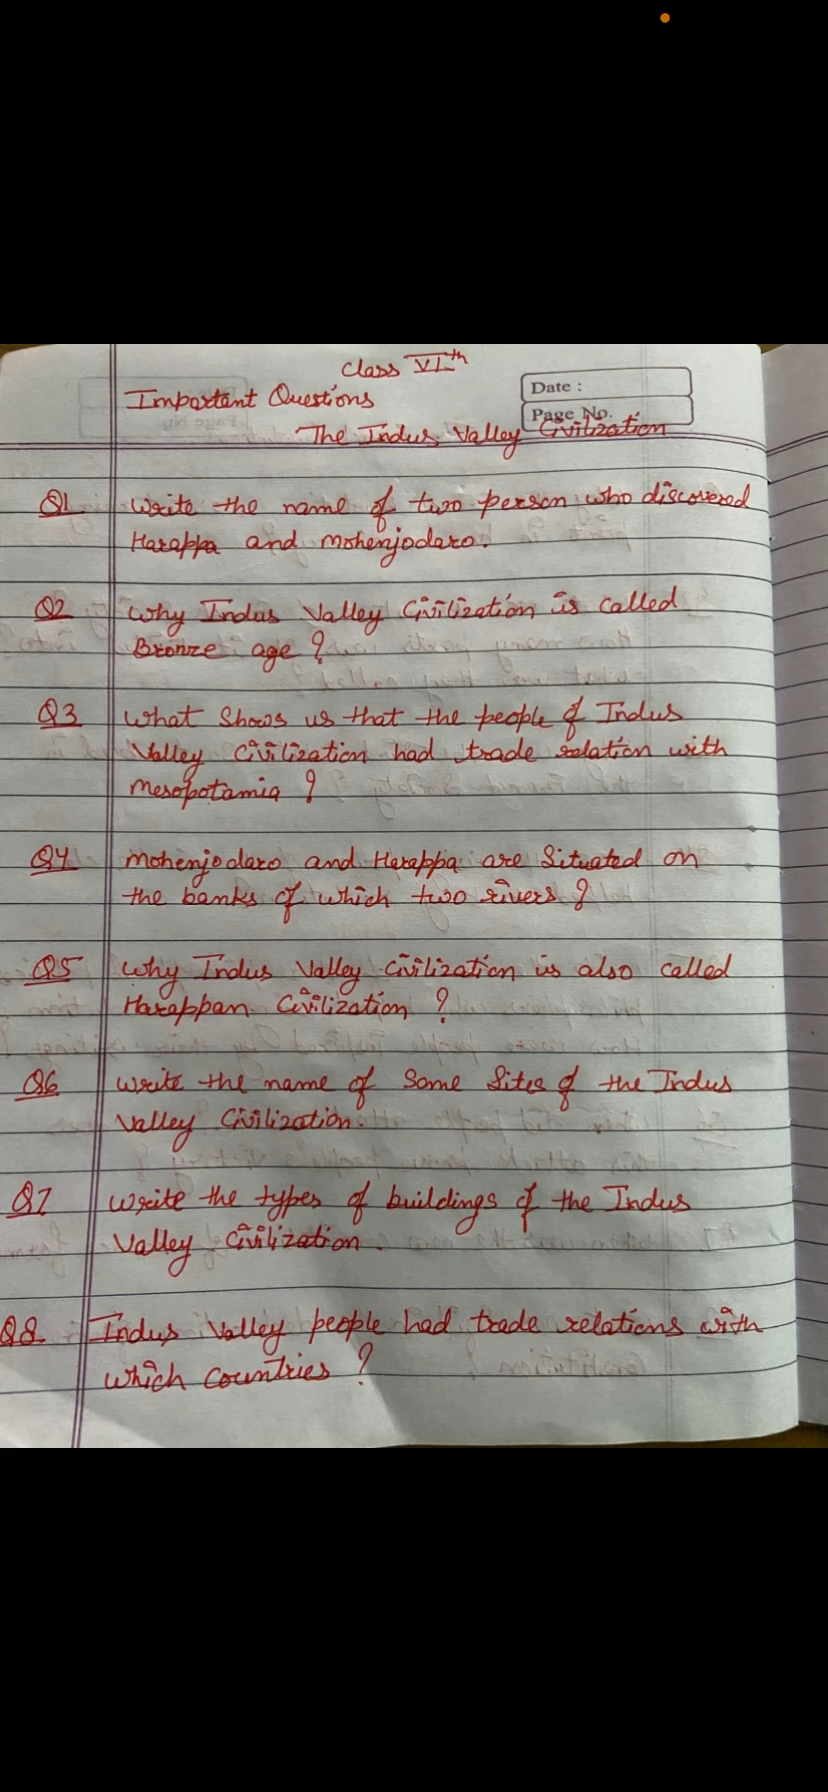 Class VIth
Important Questions
Date :
Page No.
The Indus Valley Civilization
Q1 Write the name of two person who discovered
Harappa and mohenjodaro.
Q2 Why Indus Valley Civilization is called
Bronze age ?
Q3 What Shows us that the people of Indus
Valley Civilization had trade relation with
Mesopotamia ?
Q4 Mohenjodaro and Harappa are Situated on
the banks of which two rivers ?
Q5 Why Indus Valley Civilization is also called
Harappan Civilization ?
Q6 Write the name of Some Sites of the Indus
Valley Civilization.
Q7 Write the types of buildings of the Indus
Valley Civilization.
Q8 Indus Valley people had trade relations with
which countries ?